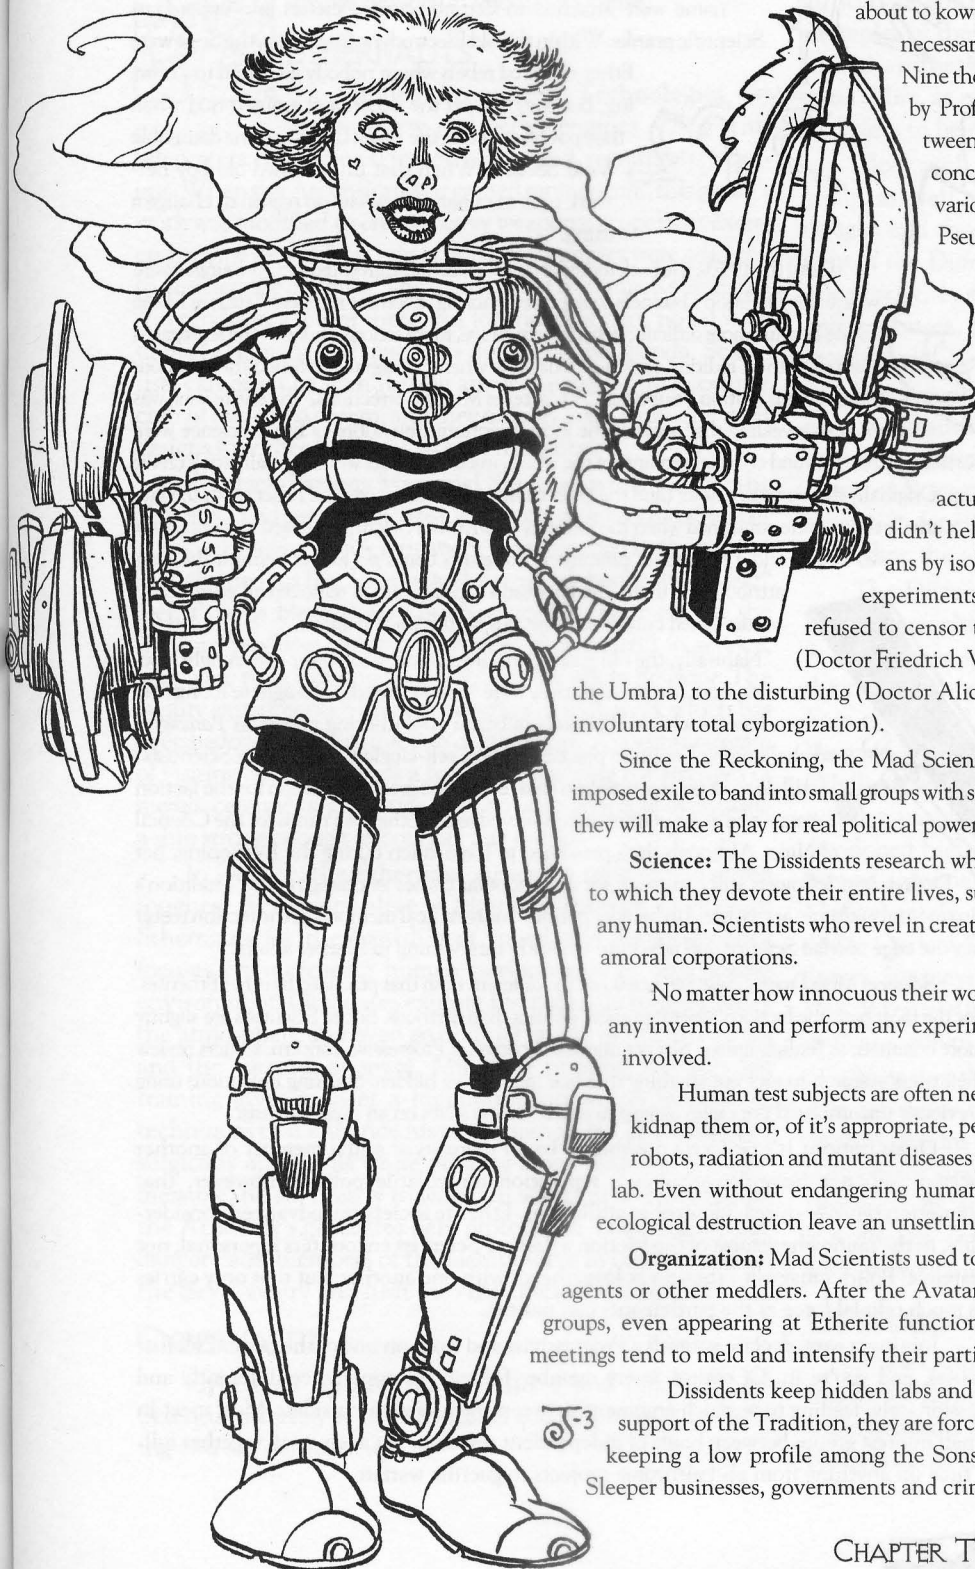 about to kow
necessar
Nine the
by Prof
tween
conc
vario
Pseu
actu
didn't hel
ans by iso
experiments
refused to censor t
(Doctor Friedrich V
the Umbra) to the disturbing (Doctor Alic
involuntary total cyborgization).
Since the Reckoning, the Mad Scien
imposed exile to band into small groups with s
they will make a play for real political power
Science: The Dissidents research wh
to which they devote their entire lives, su
any human. Scientists who revel in creat
amoral corporations.
No matter how innocuous their wo
any invention and perform any experin
involved.
Human test subjects are often ne
kidnap them or, of it's appropriate, pe
robots, radiation and mutant diseases
lab. Even without endangering human
ecological destruction leave an unsettlin
Organization: Mad Scientists used to
agents or other meddlers. After the Avatar
groups, even appearing at Etherite function
meetings tend to meld and intensify their parti
Dissidents keep hidden labs and
support of the Tradition, they are forc
keeping a low profile among the Sons
Sleeper businesses, governments and crin
CHAPTER T